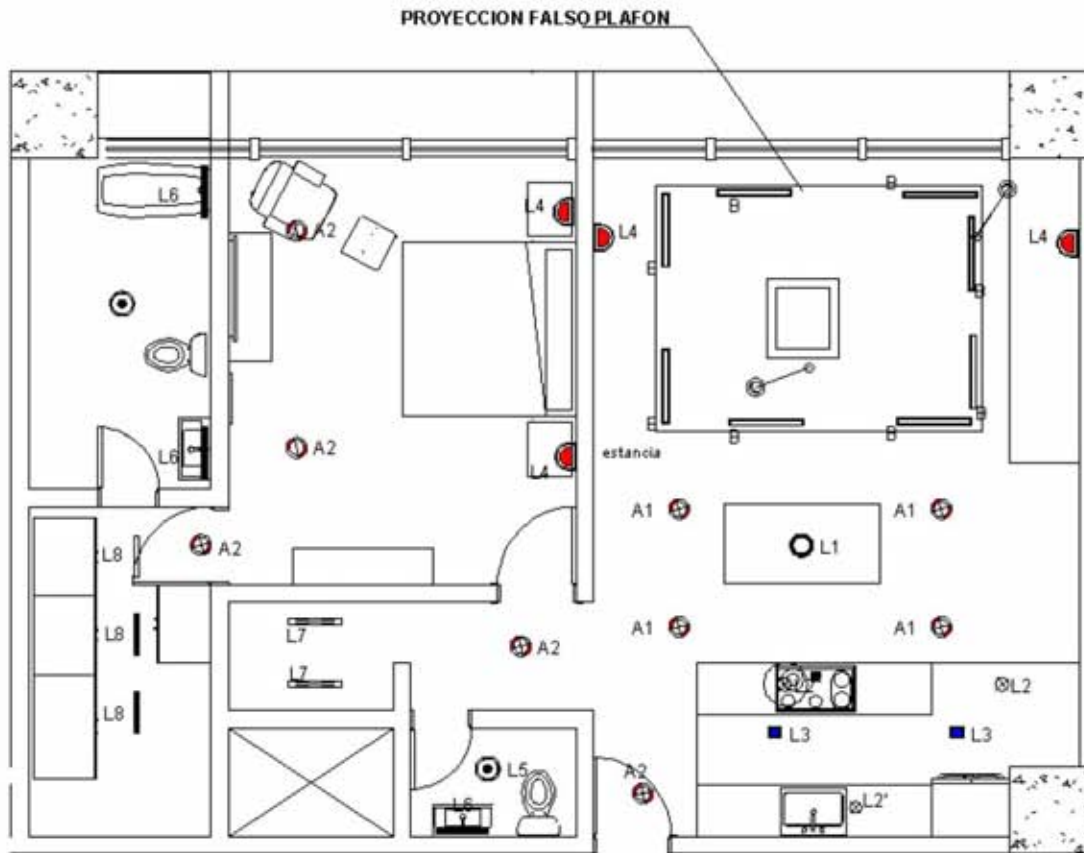 PROYECCION FALSO PLAFON
L6
A2
L4
L4
L4
A2
L6
L4
estancia
A1
A1
L8
A2
L1
L8
L7
A2
A1
A1
L7
L2
L8
L3
L3
L5
A2
L6
L2'